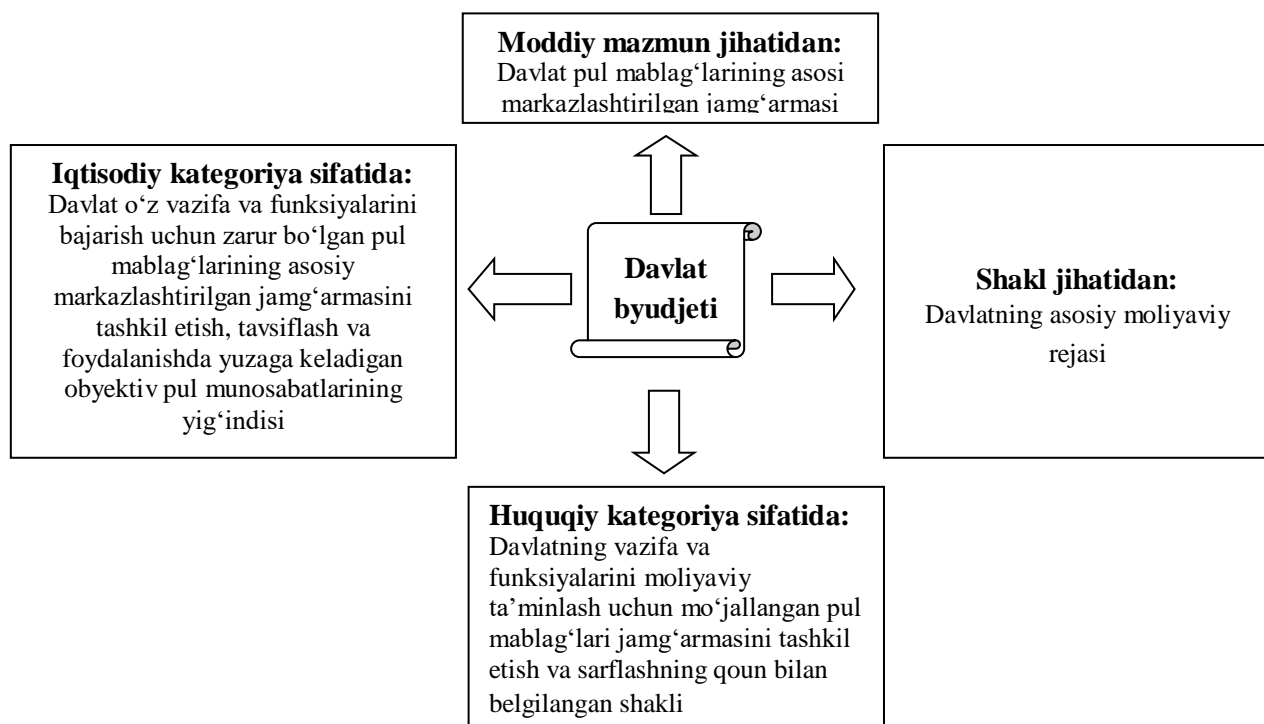 Moddiy mazmun jihatidan:
Davlat pul mablag‘larining asosi
markazlashtirilgan jamg‘armasi
Iqtisodiy kategoriya sifatida:
Davlat o‘z vazifa va funksiyalarini
bajarish uchun zarur bo‘lgan pul
mablag‘larining asosiy
markazlashtirilgan jamg‘armasini
tashkil etish, tavsiflash va
foydalanishda yuzaga keladigan
obyektiv pul munosabatlarining
yig‘indisi
Davlat
byudjeti
Shakl jihatidan:
Davlatning asosiy moliyaviy
rejasi
Huquqiy kategoriya sifatida:
Davlatning vazifa va
funksiyalarini moliyaviy
ta’minlash uchun mo‘jallangan pul
mablag‘lari jamg‘armasini tashkil
etish va sarflashning qoun bilan
belgilangan shakli